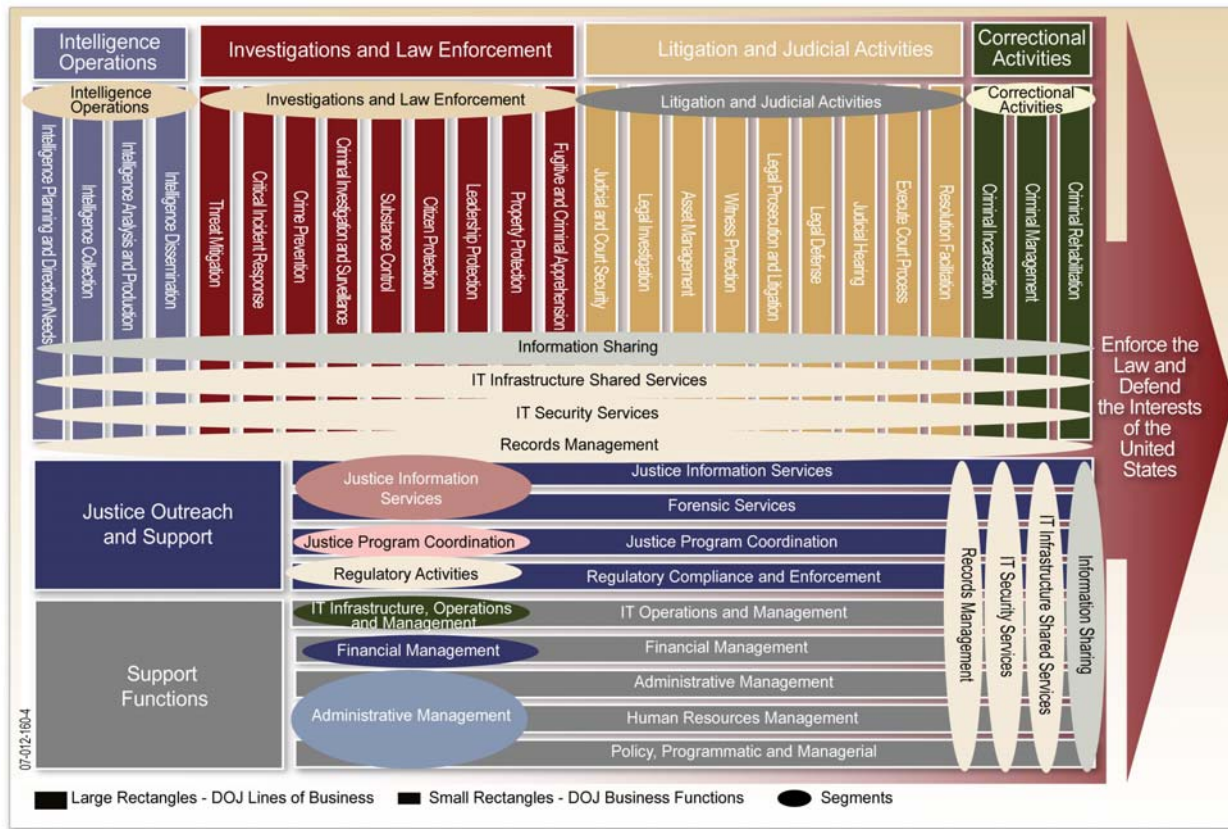 Intelligence
Operations
Investigations and Law Enforcement
Litigation and Judicial Activities
Correctional
Activities
Intelligence
Operations
Investigations and Law Enforcement
Litigation and Judicial Activities
Correctional
Activities
Intelligence Planning and Direction/Needs
Intelligence Collection
Intelligence Analysis and Production
Intelligence Dissemination
Threat Mitigation
Critical Incident Response
Crime Prevention
Criminal Investigation and Surveillance
Substance Control
Citizen Protection
Leadership Protection
Property Protection
Fugitive and Criminal Apprehension
Judicial and Court Security
Legal Investigation
Asset Management
Witness Protection
Legal Prosecution and Litigation
Legal Defense
Judicial Hearing
Execute Court Process
Resolution Facilitation
Criminal Incarceration
Criminal Management
Criminal Rehabilitation
Information Sharing
IT Infrastructure Shared Services
IT Security Services
Records Management
Enforce the
Law and
Defend
the Interests
of the
United
States
Justice Outreach
and Support
Justice Information
Services
Justice Information Services
Forensic Services
Justice Program Coordination
Justice Program Coordination
Regulatory Activities
Regulatory Compliance and Enforcement
Support
Functions
IT Infrastructure, Operations
and Management
IT Operations and Management
Financial Management
Financial Management
Administrative Management
Administrative Management
Human Resources Management
Policy, Programmatic and Managerial
Records Management
IT Security Services
IT Infrastructure Shared Services
Information Sharing
07-012-160-4
Large Rectangles - DOJ Lines of Business
Small Rectangles - DOJ Business Functions
Segments